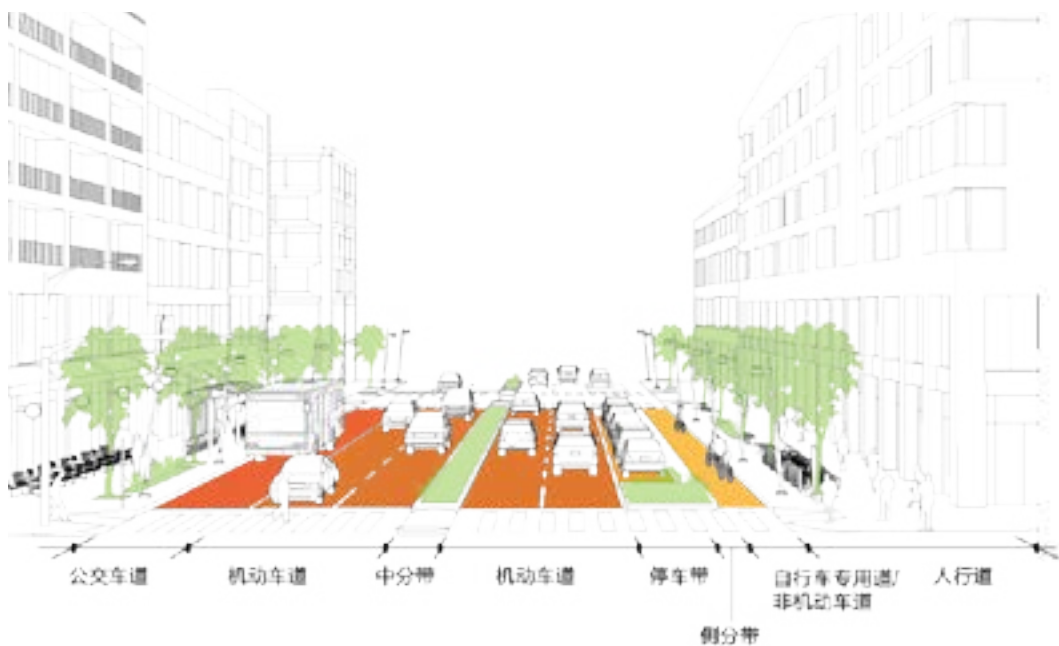 公交车道
机动车道
中分带
机动车道
停车带
自行车专用道/
非机动车道
人行道
侧分带